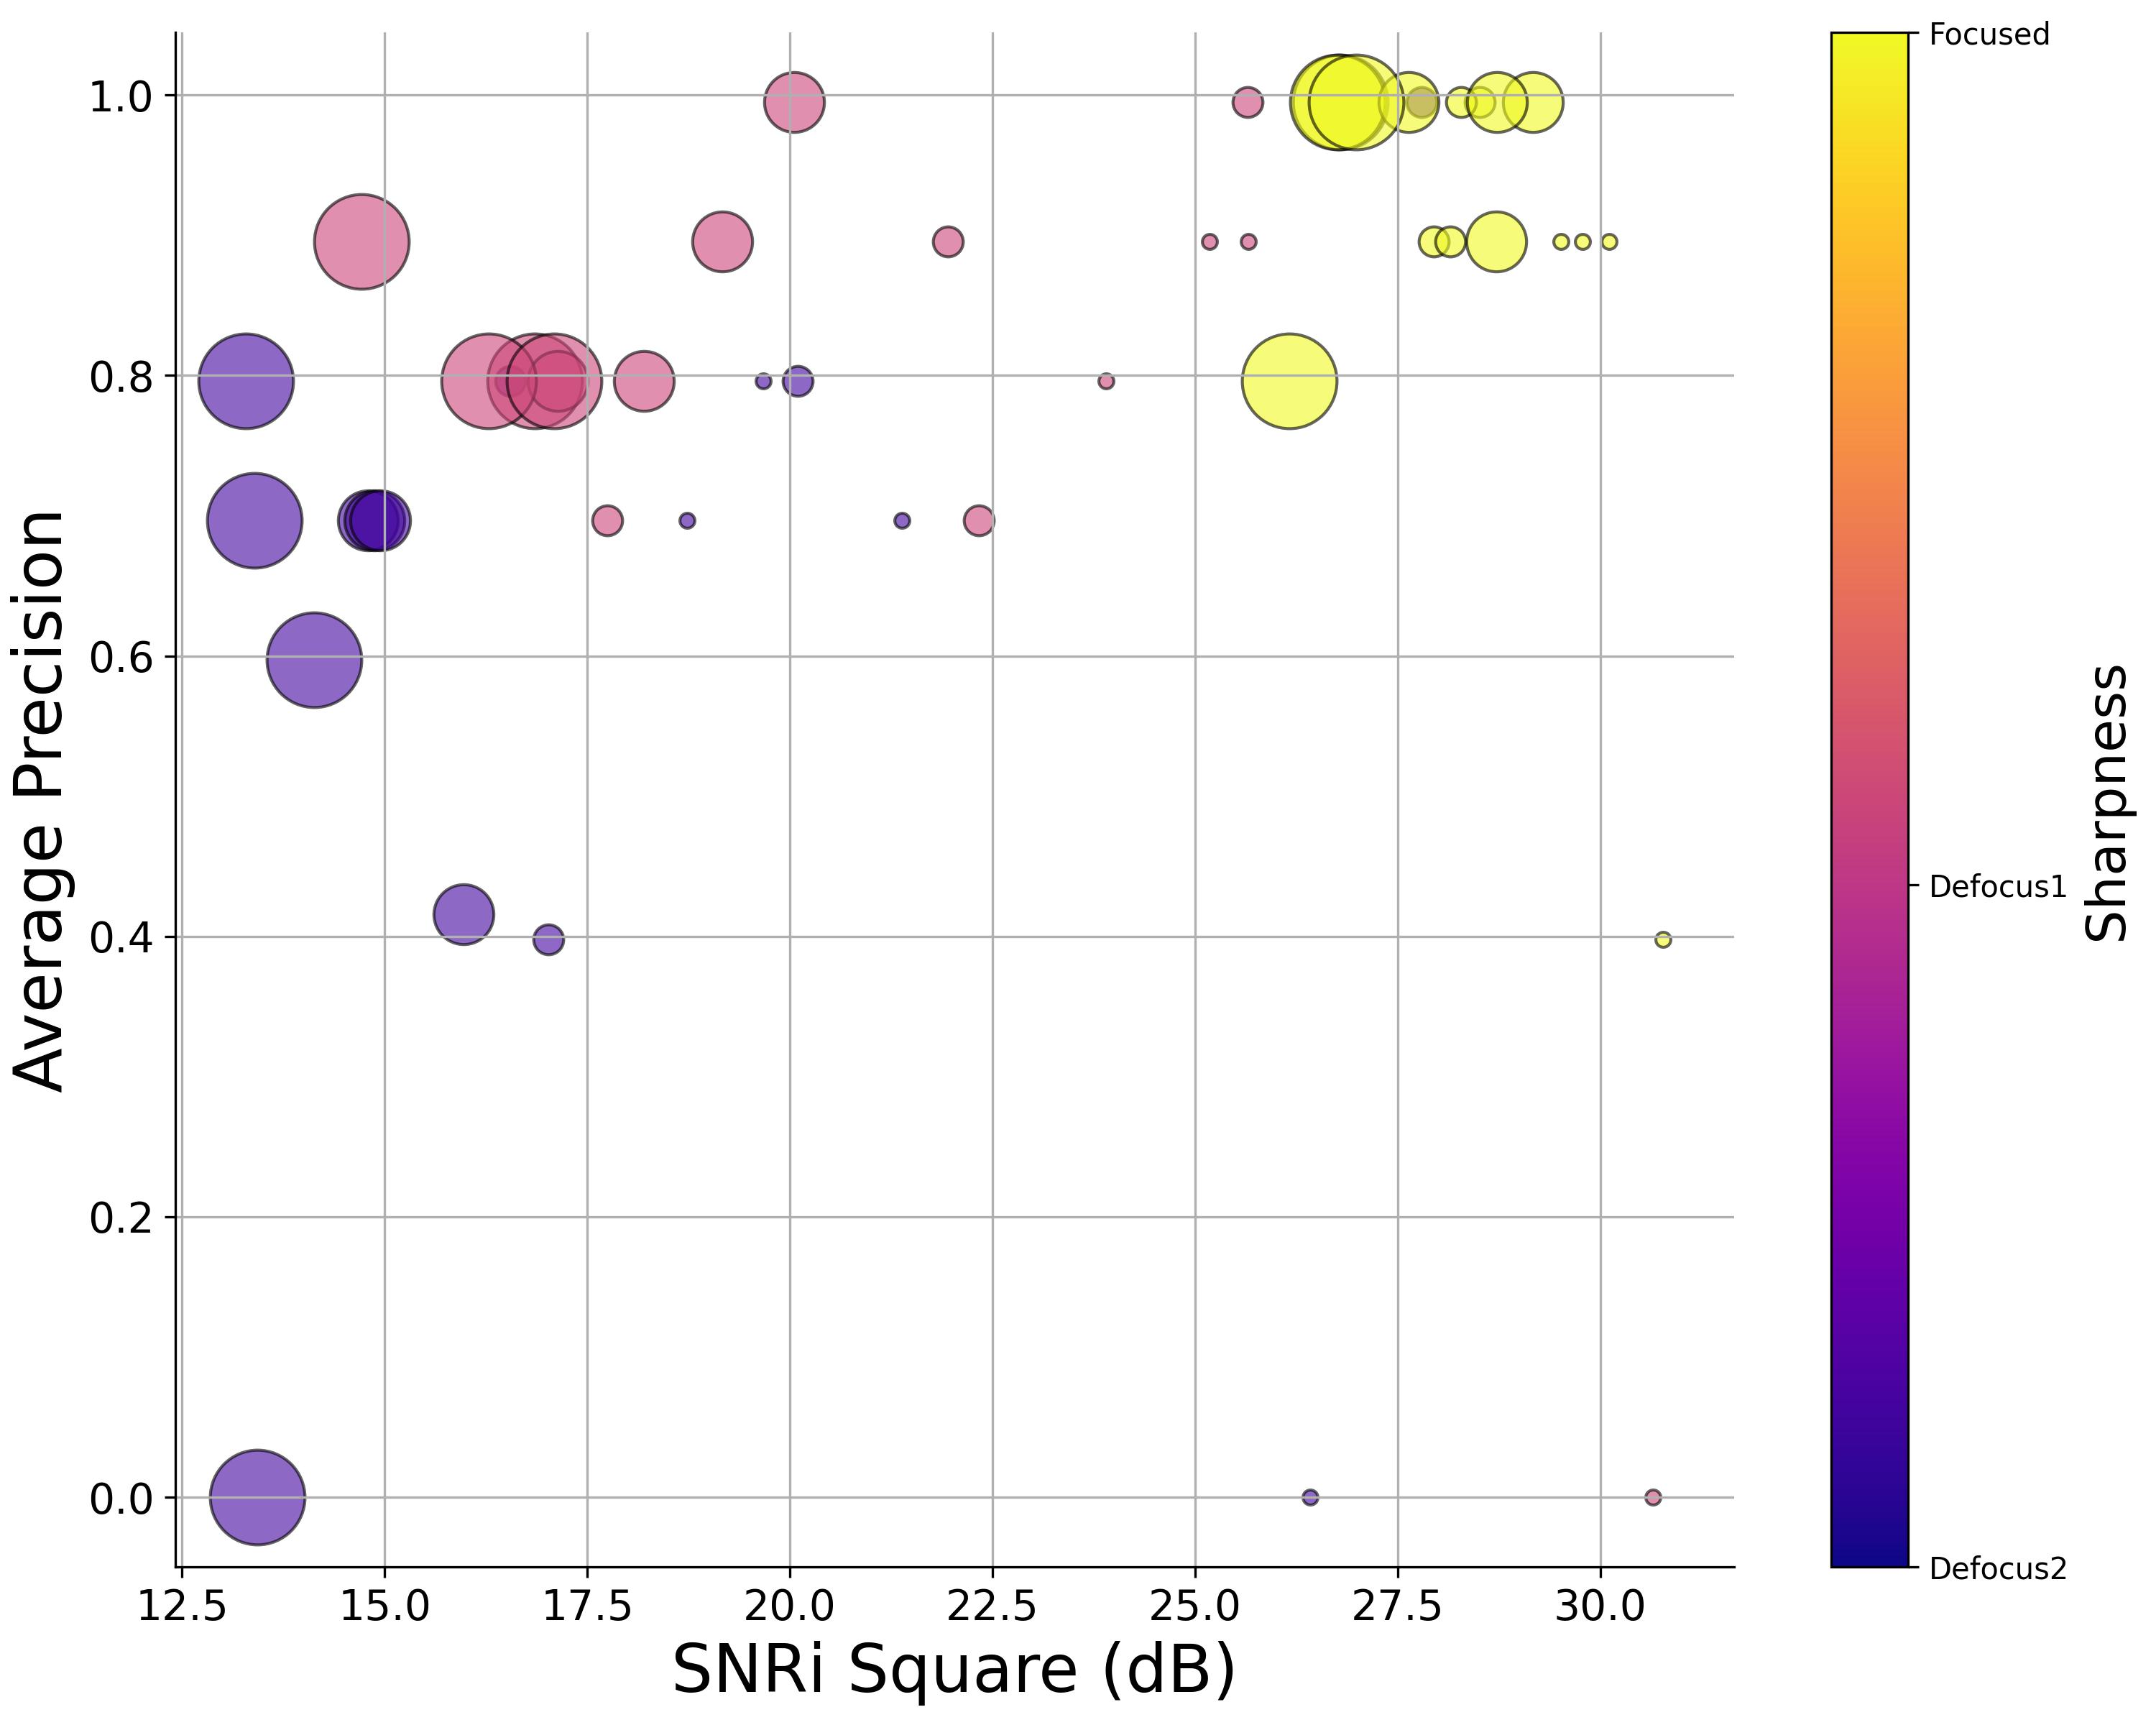 Average Precision
1.0
0.8
0.6
0.4
0.2
0.0
12.5 15.0 17.5 20.0 22.5 25.0 27.5 30.0
SNRi Square (dB)
Focused
Defocus1
Defocus2
Sharpness